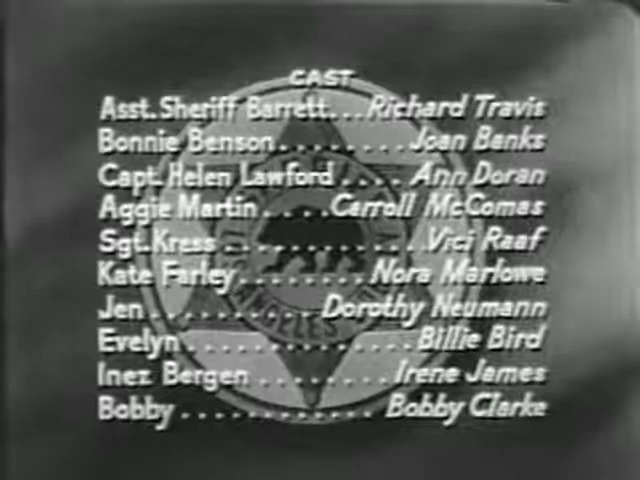 CAST
Asst. Sheriff Barrett...Richard Travis
Bonnie Benson........Joan Banks
Capt. Helen Lawford....Ann Doran
Aggie Martin....Carroll McComas
Sgt. Kress............Vici Raaf
Kate Farley........Nora Marlowe
Jen..........Dorothy Neumann
Evelyn..............Billie Bird
Inez Bergen........Irene James
Bobby............Bobby Clarke
LOS ANGELES